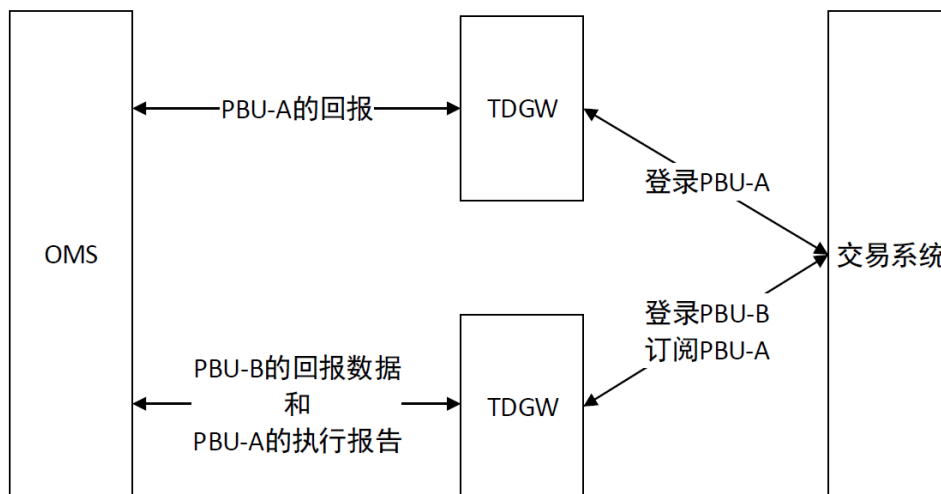 PBU-A的回报
TDGW
登录PBU-A
OMS
交易系统
登录PBU-B
订阅PBU-A
PBU-B的回报数据
和
PBU-A的执行报告
TDGW